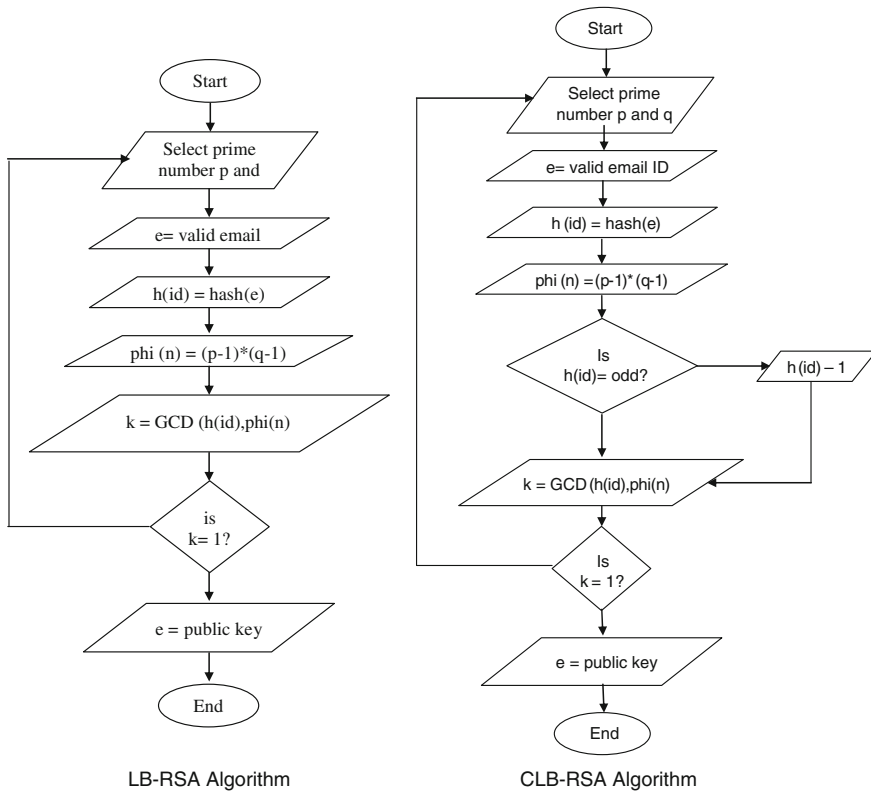 Start
Select prime
number p and
e= valid email
h(id) = hash(e)
phi (n) = (p-1)*(q-1)
k = GCD (h(id),phi(n)
is
k= 1?
e = public key
End
LB-RSA Algorithm
Start
Select prime
number p and q
e= valid email ID
h (id) = hash(e)
phi (n) = (p-1)* (q-1)
Is
h(id)= odd?
h (id) – 1
k = GCD (h(id),phi(n)
Is
k = 1?
e = public key
End
CLB-RSA Algorithm